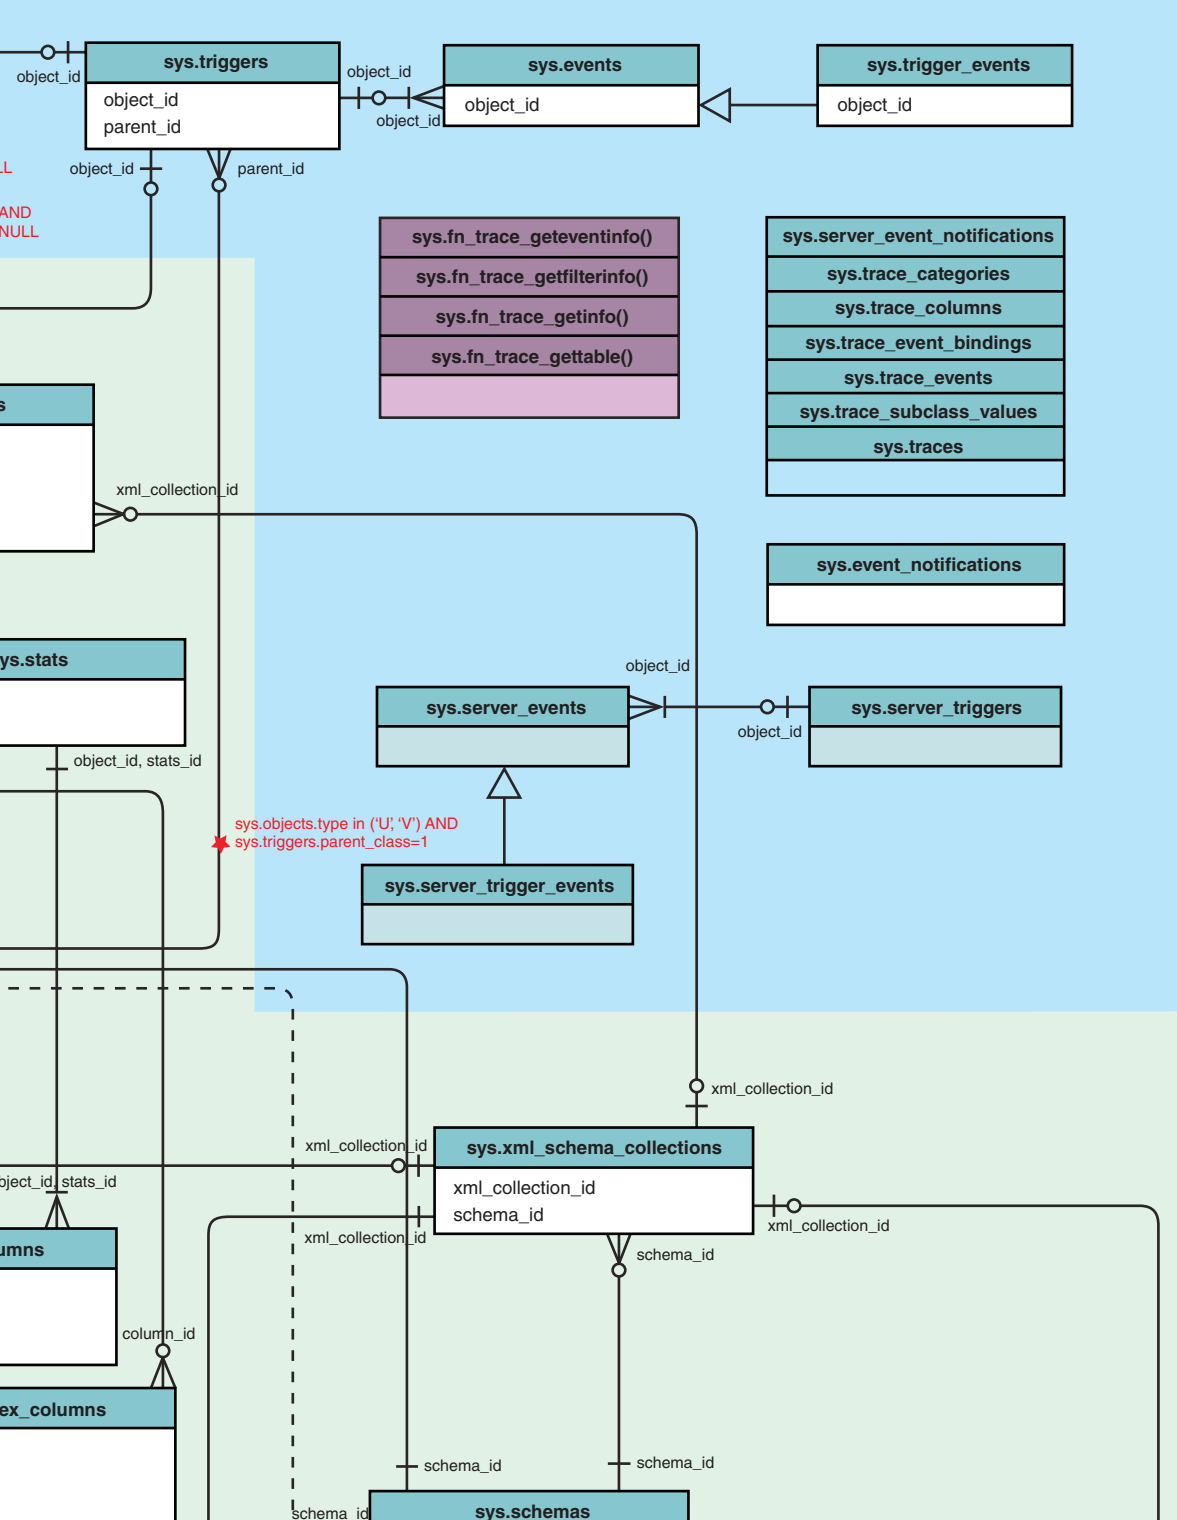 sys.triggers
object_id
parent_id
object_id
object_id
object_id
sys.events
object_id
sys.trigger_events
object_id
object_id
parent_id
LL
AND
NULL
sys.fn_trace_geteventinfo()
sys.fn_trace_getfilterinfo()
sys.fn_trace_getinfo()
sys.fn_trace_gettable()
sys.server_event_notifications
sys.trace_categories
sys.trace_columns
sys.trace_event_bindings
sys.trace_events
sys.trace_subclass_values
sys.traces
s
xml_collection_id
sys.event_notifications
ys.stats
object_id, stats_id
object_id
sys.server_events
object_id
sys.server_triggers
sys.objects.type in (‘U’, ‘V’) AND
sys.triggers.parent_class=1
sys.server_trigger_events
xml_collection_id
xml_collection_id
sys.xml_schema_collections
xml_collection_id
schema_id
bject_id, stats_id
xml_collection_id
xml_collection_id
schema_id
umns
column_id
ex_columns
schema_id
schema_id
schema_id
sys.schemas